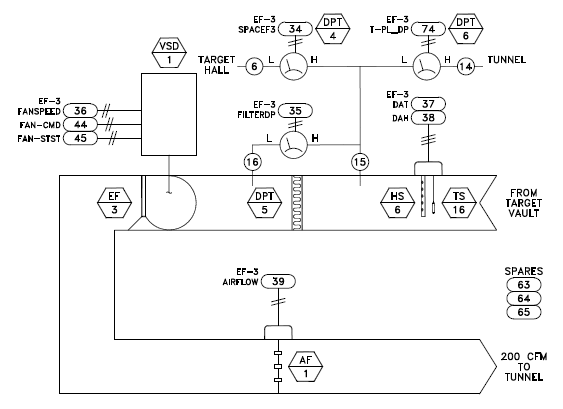 EF-3
SPACEF3
34
DPT
4
EF-3
T-PL_DP
74
DPT
6
VSD
1
TARGET
HALL
6
L
H
L
H
14
TUNNEL
EF-3
FANSPEED
36
FAN-CMD
44
FAN-STST
45
EF-3
FILTERDP
35
L
H
EF-3
DAT
37
DAH
38
16
15
EF
3
DPT
5
HS
6
TS
16
FROM
TARGET
VAULT
EF-3
AIRFLOW
39
SPARES
63
64
65
AF
1
200 CFM
TO
TUNNEL